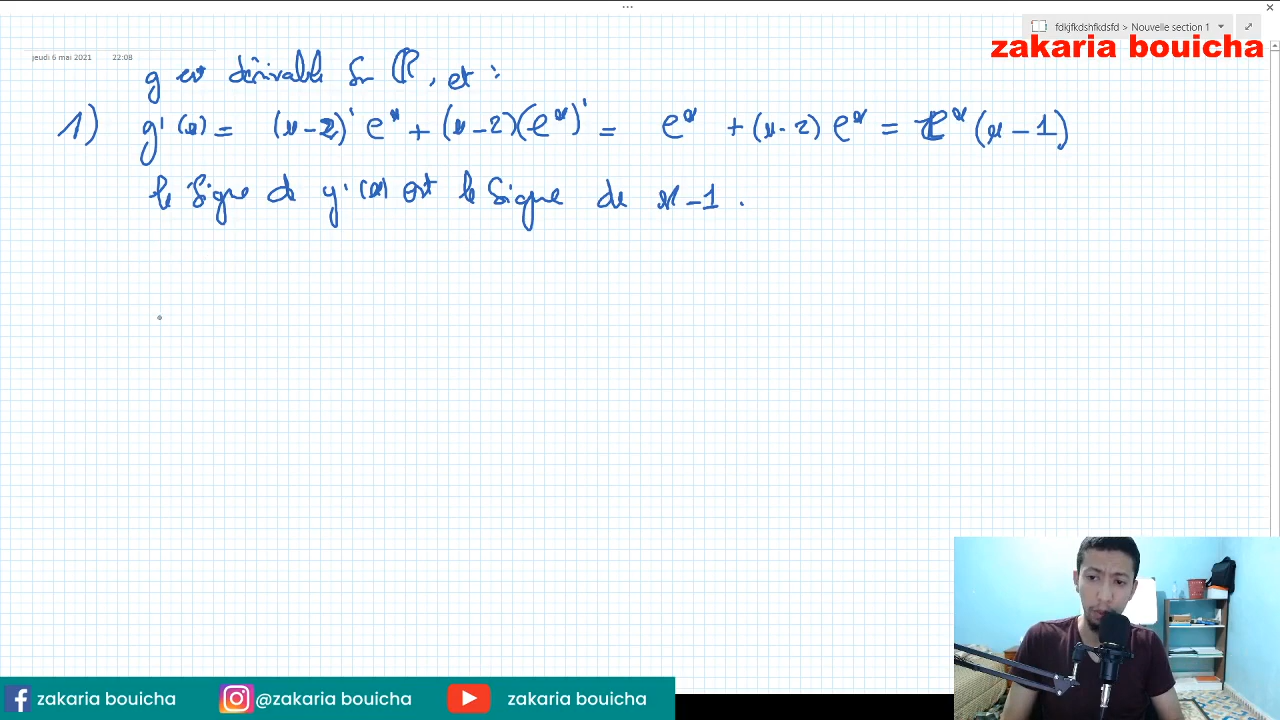 fdkjfkdshfkdsfd > Nouvelle section 1
zakaria bouicha
jeudi 6 mai 2021 22:08
g est dérivable sur ℝ, et :
1) g'(x) = (x-2)' e^x + (x-2)(e^x)' = e^x + (x-2) e^x = e^x (x-1)
le signe de g'(x) est le signe de x-1 .
zakaria bouicha @zakaria bouicha zakaria bouicha